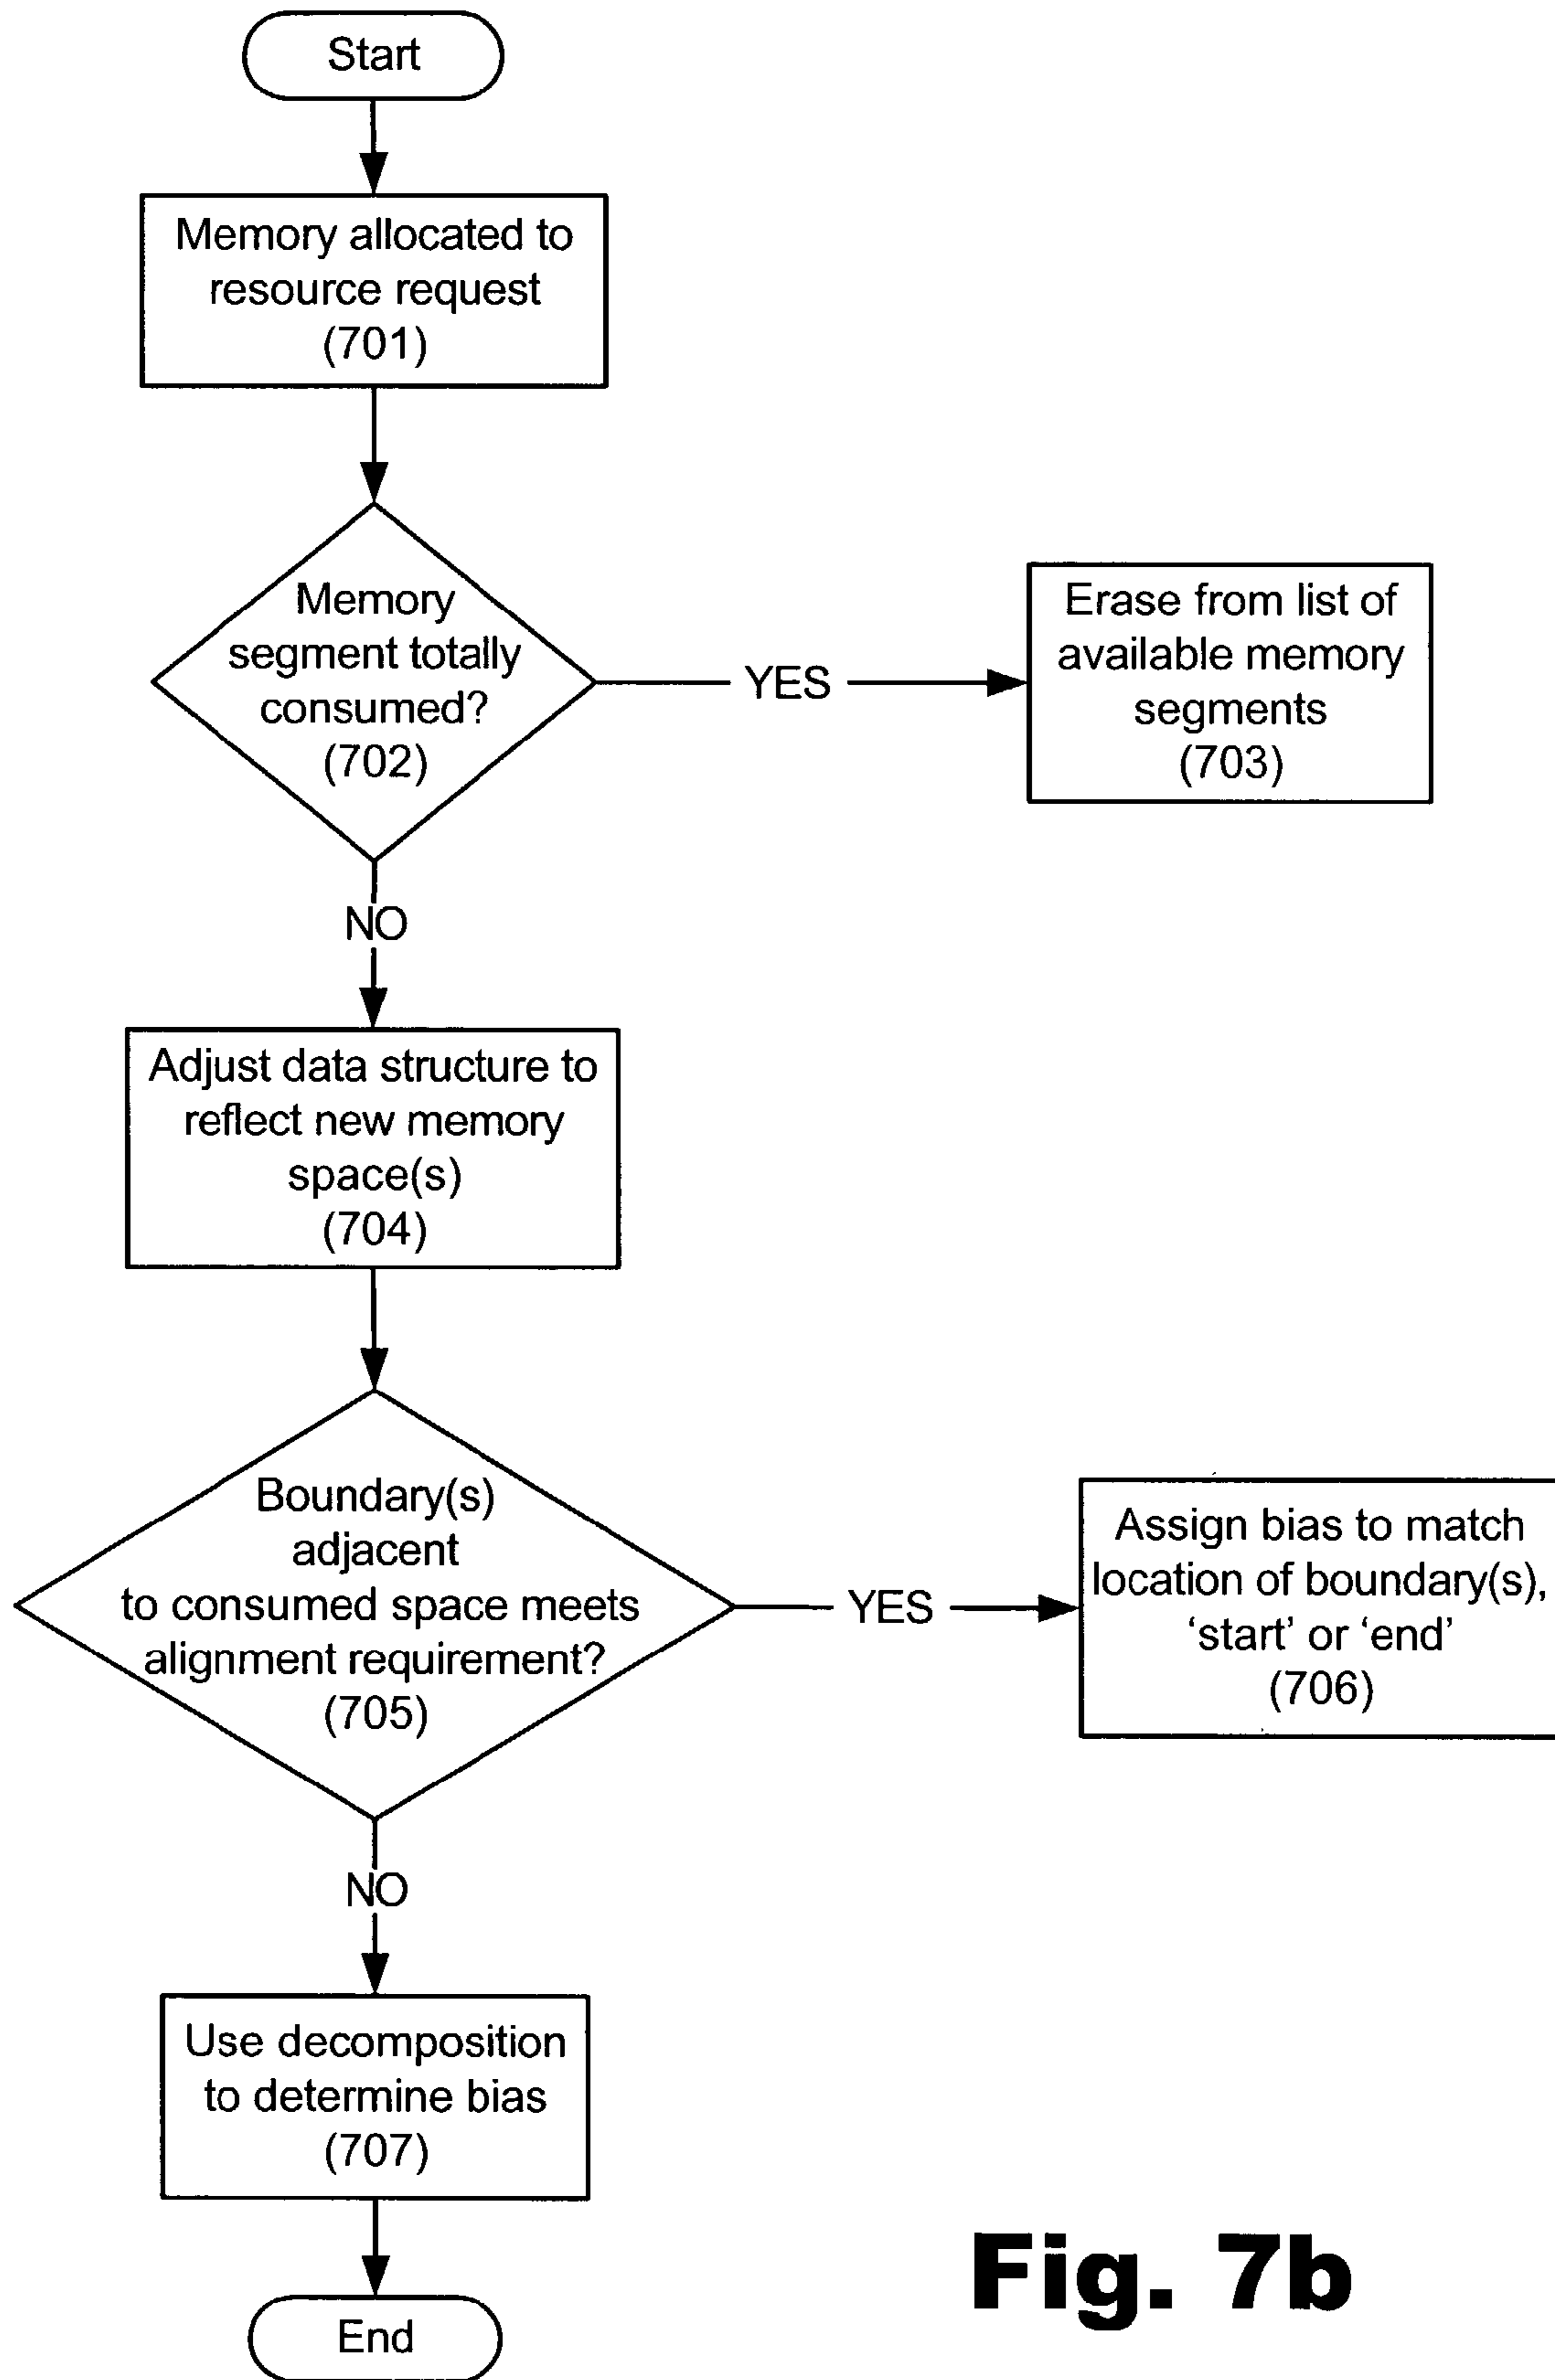 Start
Memory allocated to
resource request
(701)
Memory
segment totally
consumed?
(702)
YES
Erase from list of
available memory
segments
(703)
NO
Adjust data structure to
reflect new memory
space(s)
(704)
Boundary(s)
adjacent
to consumed space meets
alignment requirement?
(705)
YES
Assign bias to match
location of boundary(s),
‘start’ or ‘end’
(706)
NO
Use decomposition
to determine bias
(707)
End
Fig. 7b